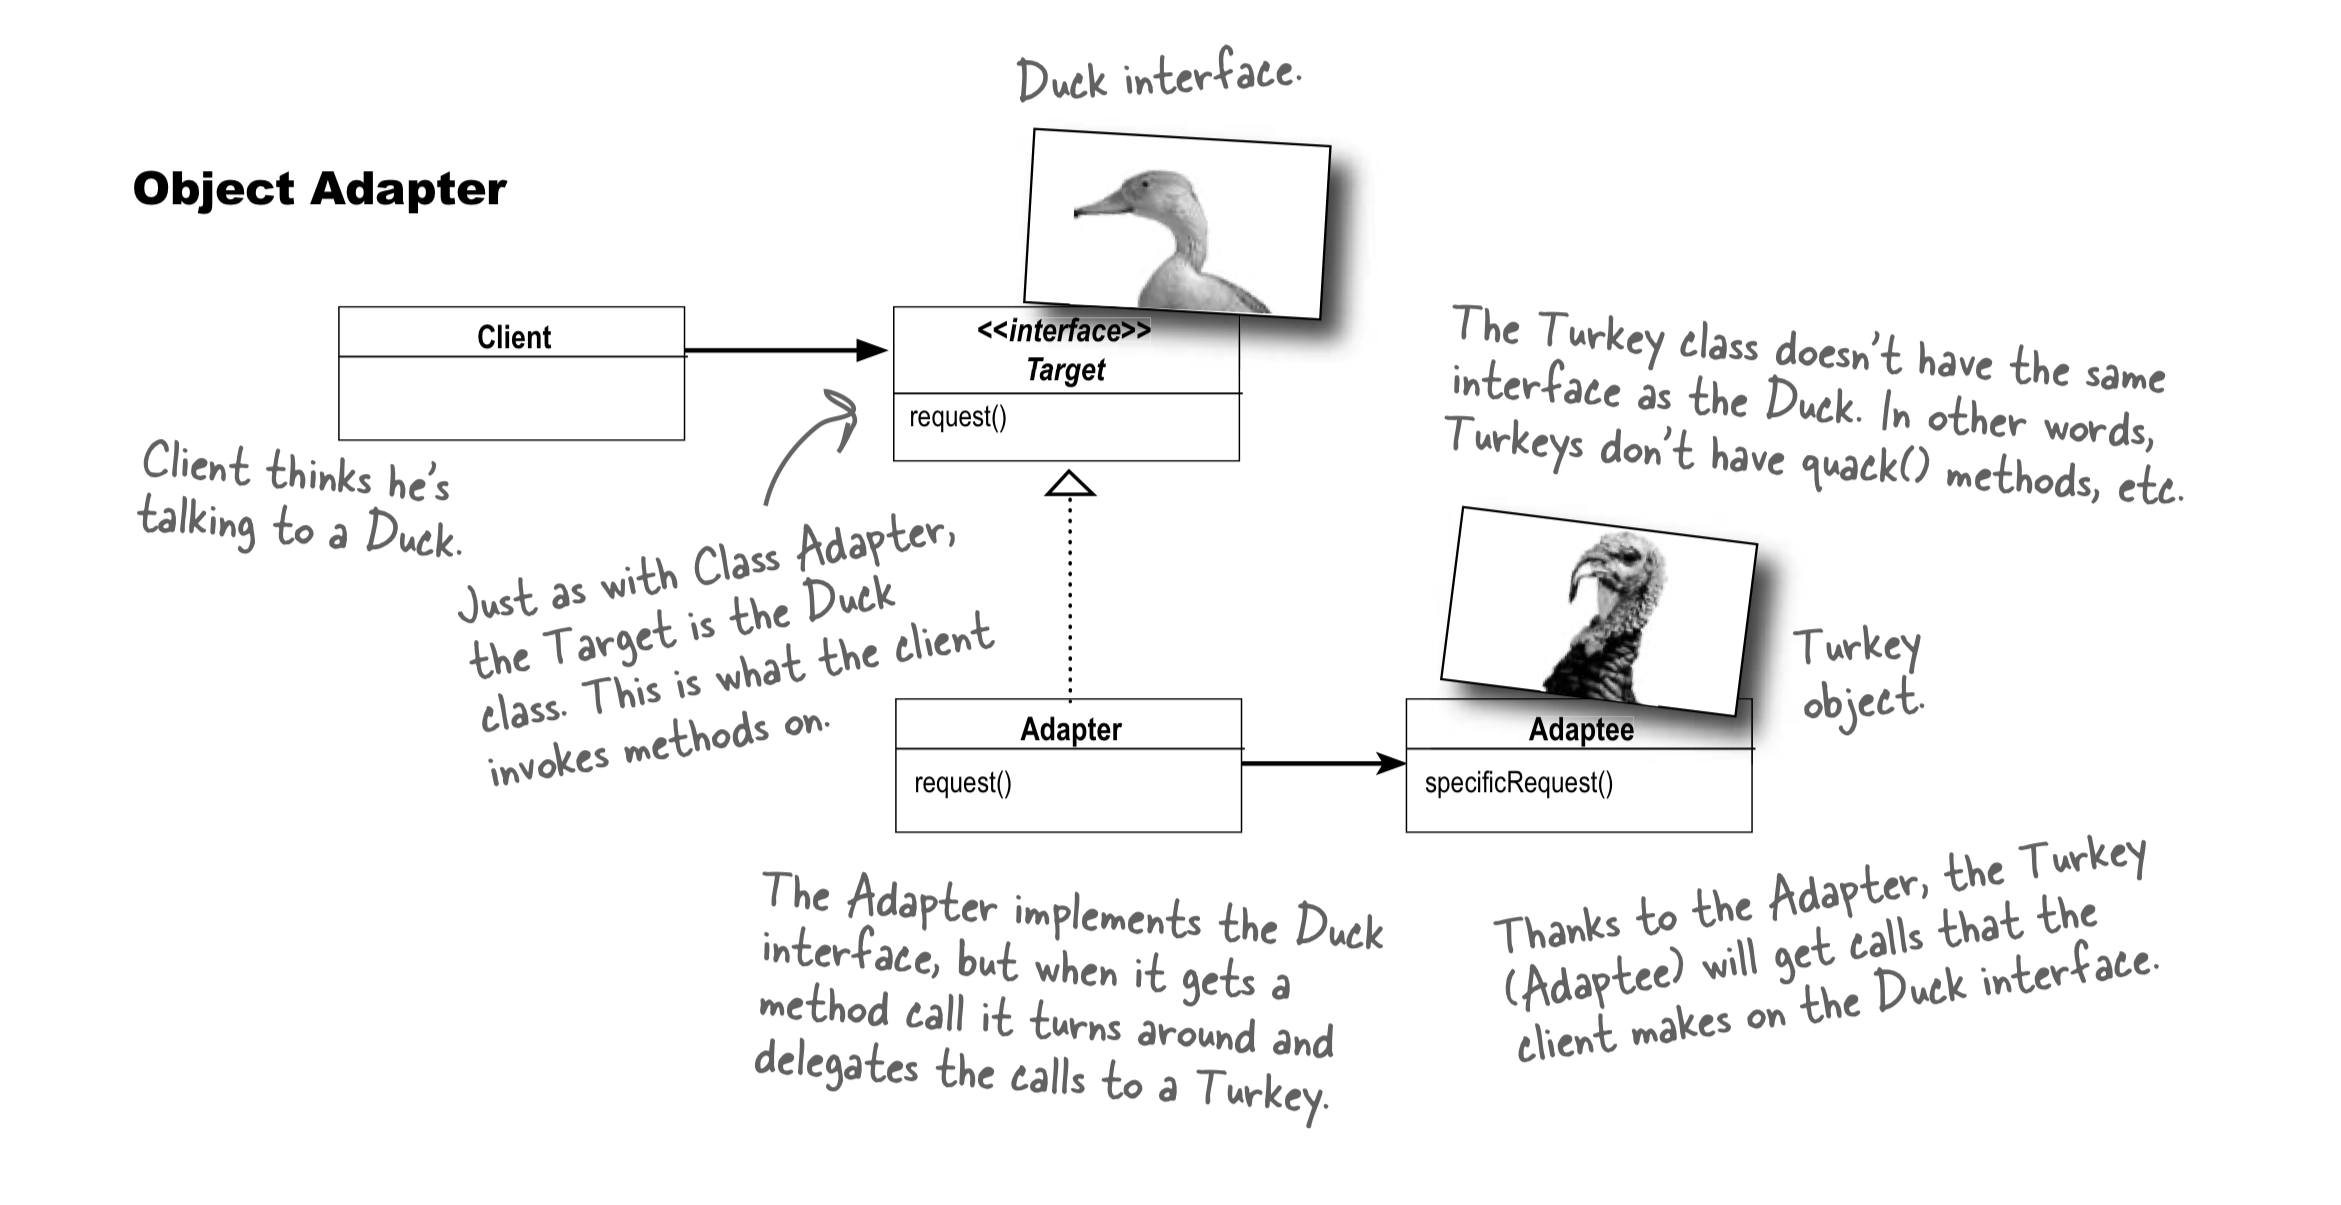 Duck interface.
Object Adapter
Client
<<interface>>
Target
request()
The Turkey class doesn't have the same
interface as the Duck. In other words,
Turkeys don't have quack() methods, etc.
Client thinks he's
talking to a Duck.
Just as with Class Adapter,
the Target is the Duck
class. This is what the client
invokes methods on.
Turkey
object.
Adapter
request()
Adaptee
specificRequest()
The Adapter implements the Duck
interface, but when it gets a
method call it turns around and
delegates the calls to a Turkey.
Thanks to the Adapter, the Turkey
(Adaptee) will get calls that the
client makes on the Duck interface.